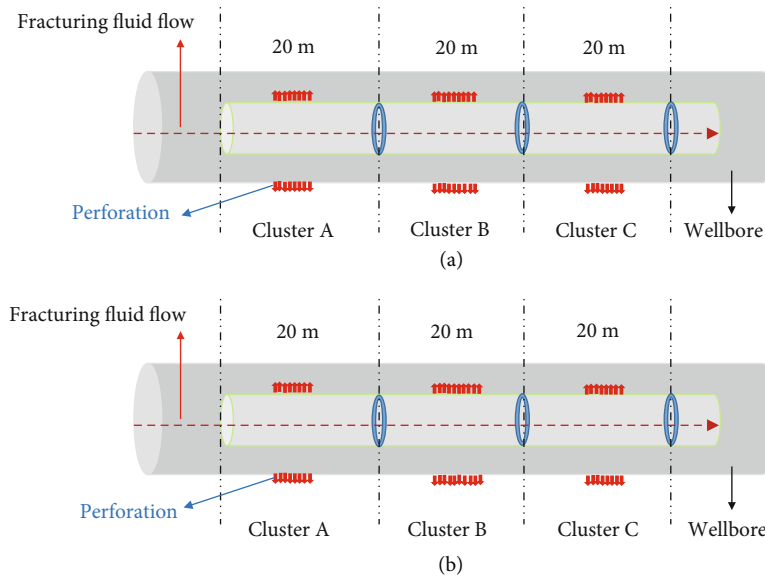 Fracturing fluid flow
20 m 20 m 20 m
Perforation
Cluster A Cluster B Cluster C Wellbore
(a)
Fracturing fluid flow
20 m 20 m 20 m
Perforation
Cluster A Cluster B Cluster C Wellbore
(b)